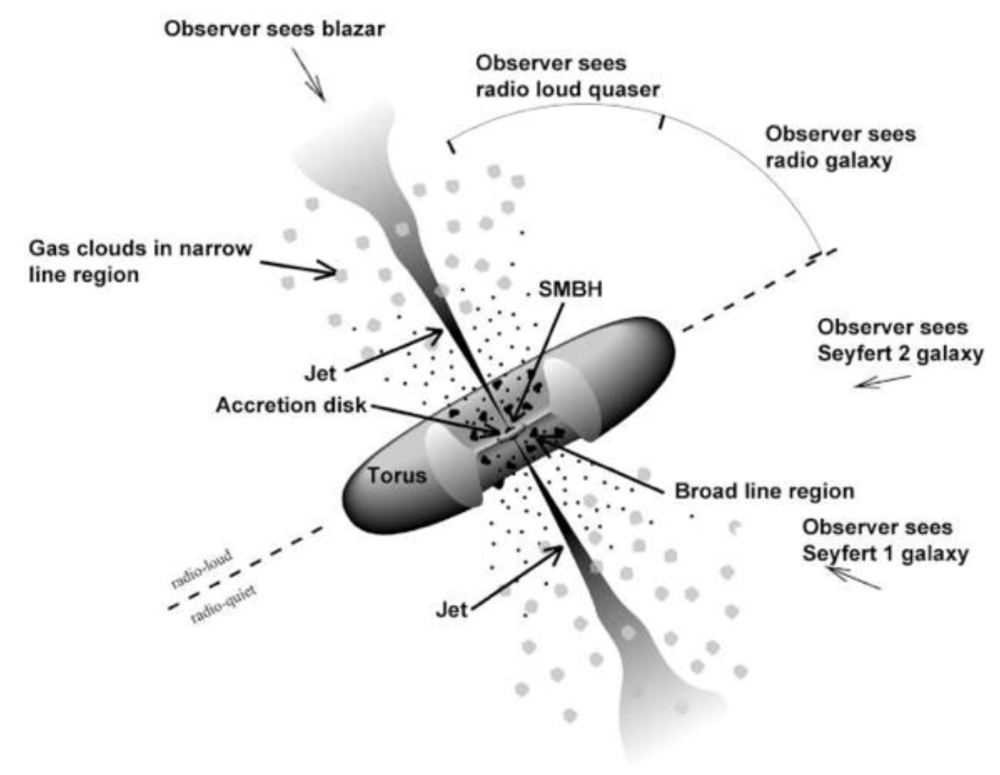 Observer sees blazar
Observer sees
radio loud quaser
Observer sees
radio galaxy
Gas clouds in narrow
line region
SMBH
Observer sees
Seyfert 2 galaxy
Jet
Accretion disk
Torus
Broad line region
Observer sees
Seyfert 1 galaxy
radio-loud
radio-quiet
Jet